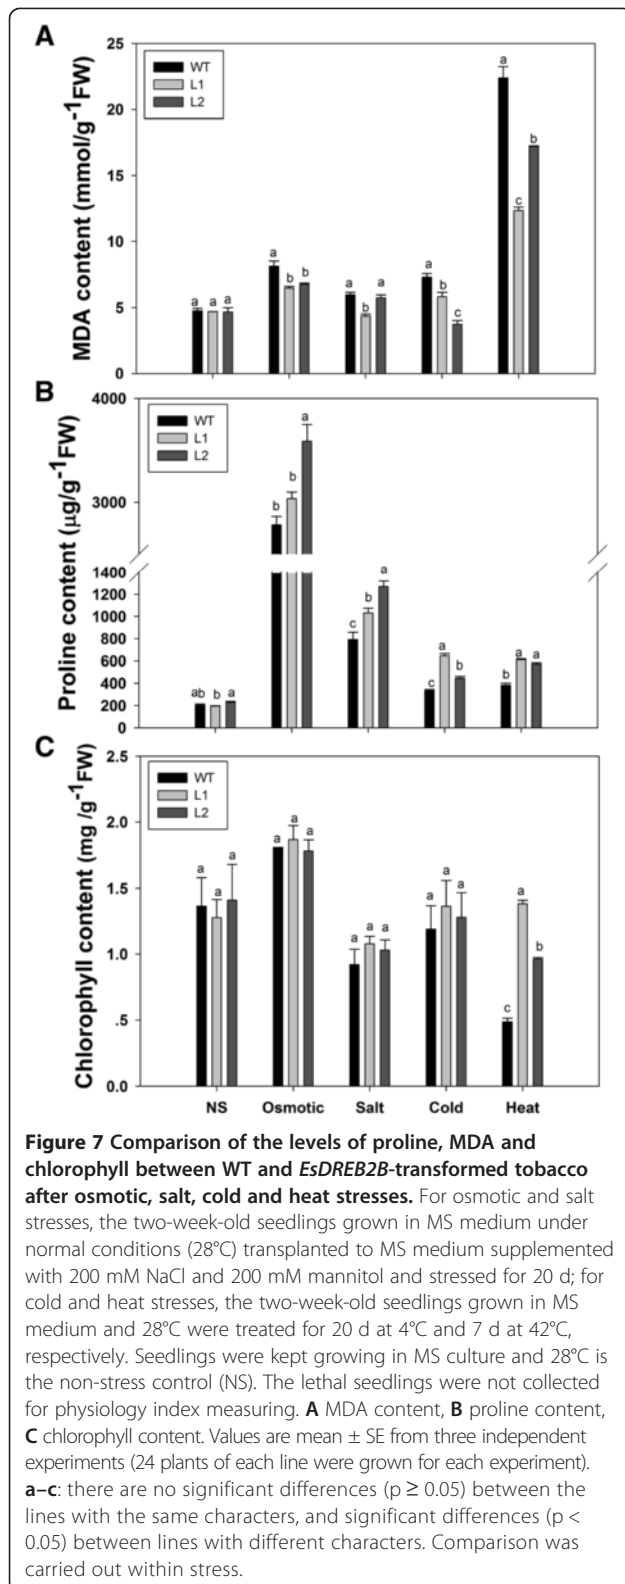 A
25
20
15
10
5
0
MDA content (mmol/g-1FW)
WT
L1
L2
a a a
a b b
a b a
a b c
a c b
B
4000
3000
1400
1200
1000
800
600
400
200
0
Proline content (µg/g-1FW)
WT
L1
L2
ab b a
b b a
c b a
c a b
b a a
C
2.5
2.0
1.5
1.0
.5
0.0
Chlorophyll content (mg /g-1FW)
WT
L1
L2
a a a
a a a
a a a
a a a
c a b
NS Osmotic Salt Cold Heat
Figure 7 Comparison of the levels of proline, MDA and
chlorophyll between WT and EsDREB2B-transformed tobacco
after osmotic, salt, cold and heat stresses. For osmotic and salt
stresses, the two-week-old seedlings grown in MS medium under
normal conditions (28°C) transplanted to MS medium supplemented
with 200 mM NaCl and 200 mM mannitol and stressed for 20 d; for
cold and heat stresses, the two-week-old seedlings grown in MS
medium and 28°C were treated for 20 d at 4°C and 7 d at 42°C,
respectively. Seedlings were kept growing in MS culture and 28°C is
the non-stress control (NS). The lethal seedlings were not collected
for physiology index measuring. A MDA content, B proline content,
C chlorophyll content. Values are mean ± SE from three independent
experiments (24 plants of each line were grown for each experiment).
a–c: there are no significant differences (p ≥ 0.05) between the
lines with the same characters, and significant differences (p <
0.05) between lines with different characters. Comparison was
carried out within stress.